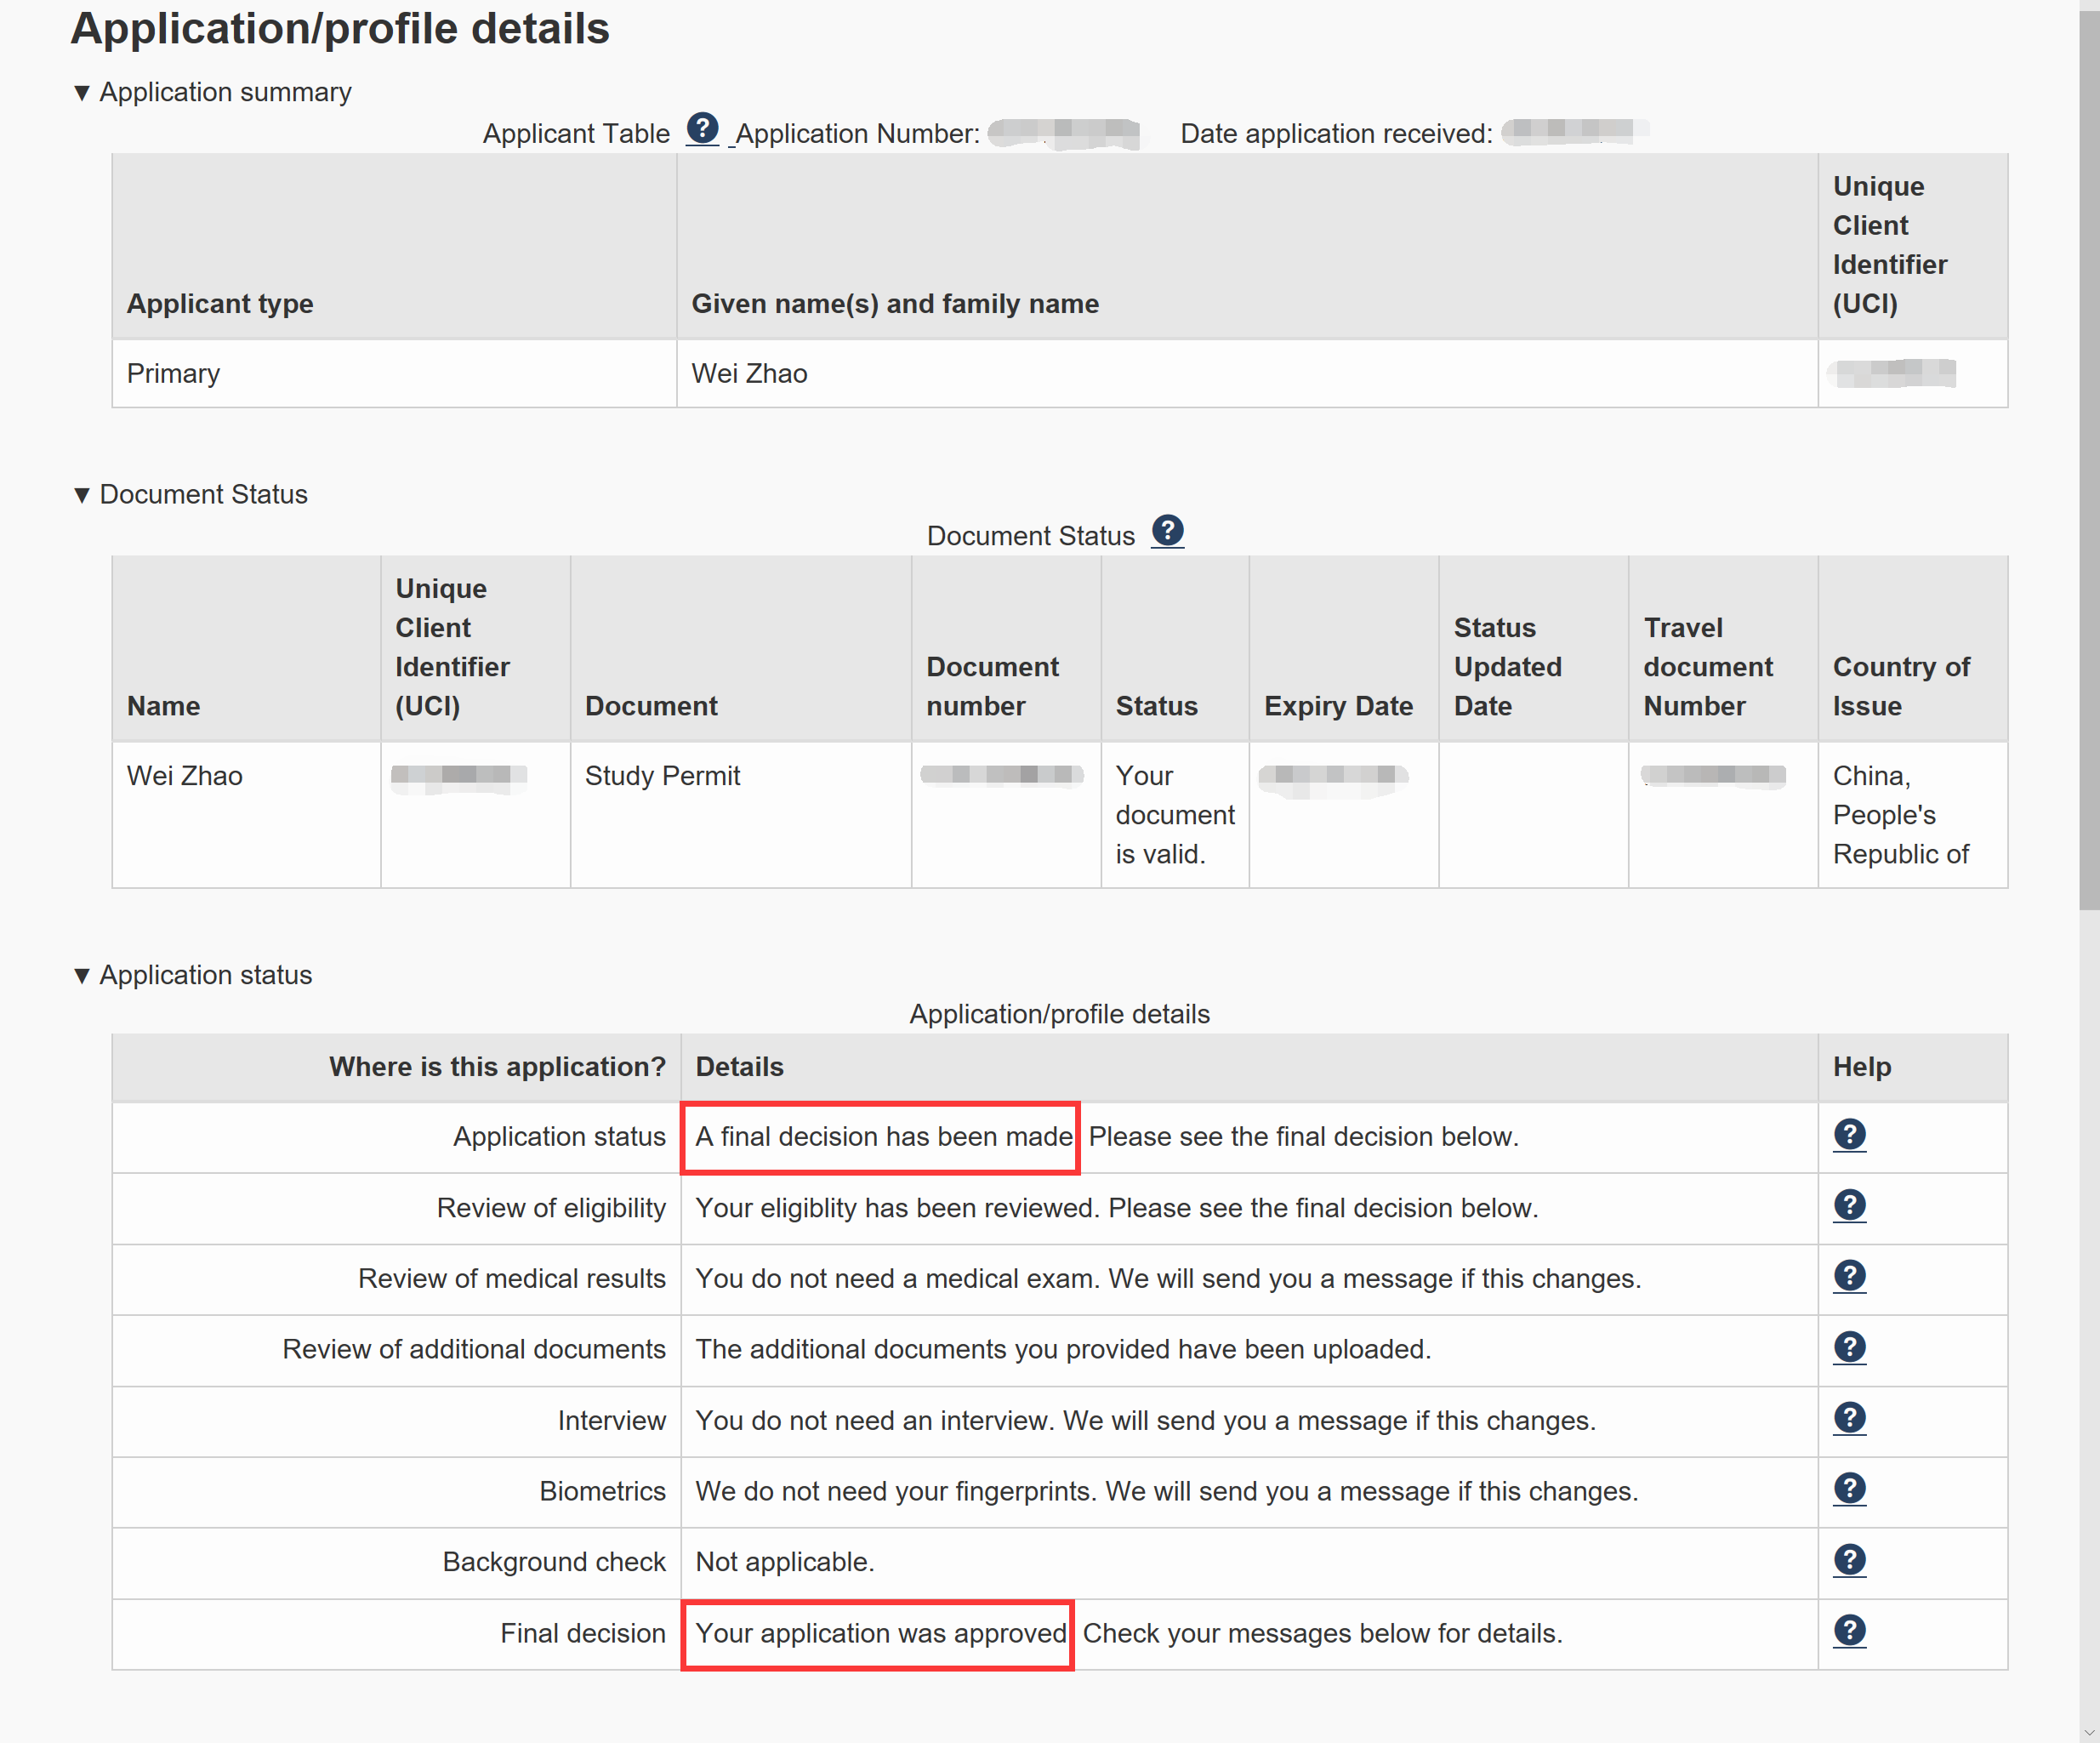 Application/profile details
▼ Application summary
Applicant Table ? Application Number: Date application received:
Applicant type
Given name(s) and family name
Unique
Client
Identifier
(UCI)
Primary
Wei Zhao
▼ Document Status
Document Status ?
Name
Unique
Client
Identifier
(UCI)
Document
Document
number
Status
Expiry Date
Status
Updated
Date
Travel
document
Number
Country of
Issue
Wei Zhao
Study Permit
Your
document
is valid.
China,
People's
Republic of
▼ Application status
Application/profile details
Where is this application? Details Help
Application status A final decision has been made Please see the final decision below. ?
Review of eligibility Your eligiblity has been reviewed. Please see the final decision below. ?
Review of medical results You do not need a medical exam. We will send you a message if this changes. ?
Review of additional documents The additional documents you provided have been uploaded. ?
Interview You do not need an interview. We will send you a message if this changes. ?
Biometrics We do not need your fingerprints. We will send you a message if this changes. ?
Background check Not applicable. ?
Final decision Your application was approved Check your messages below for details. ?